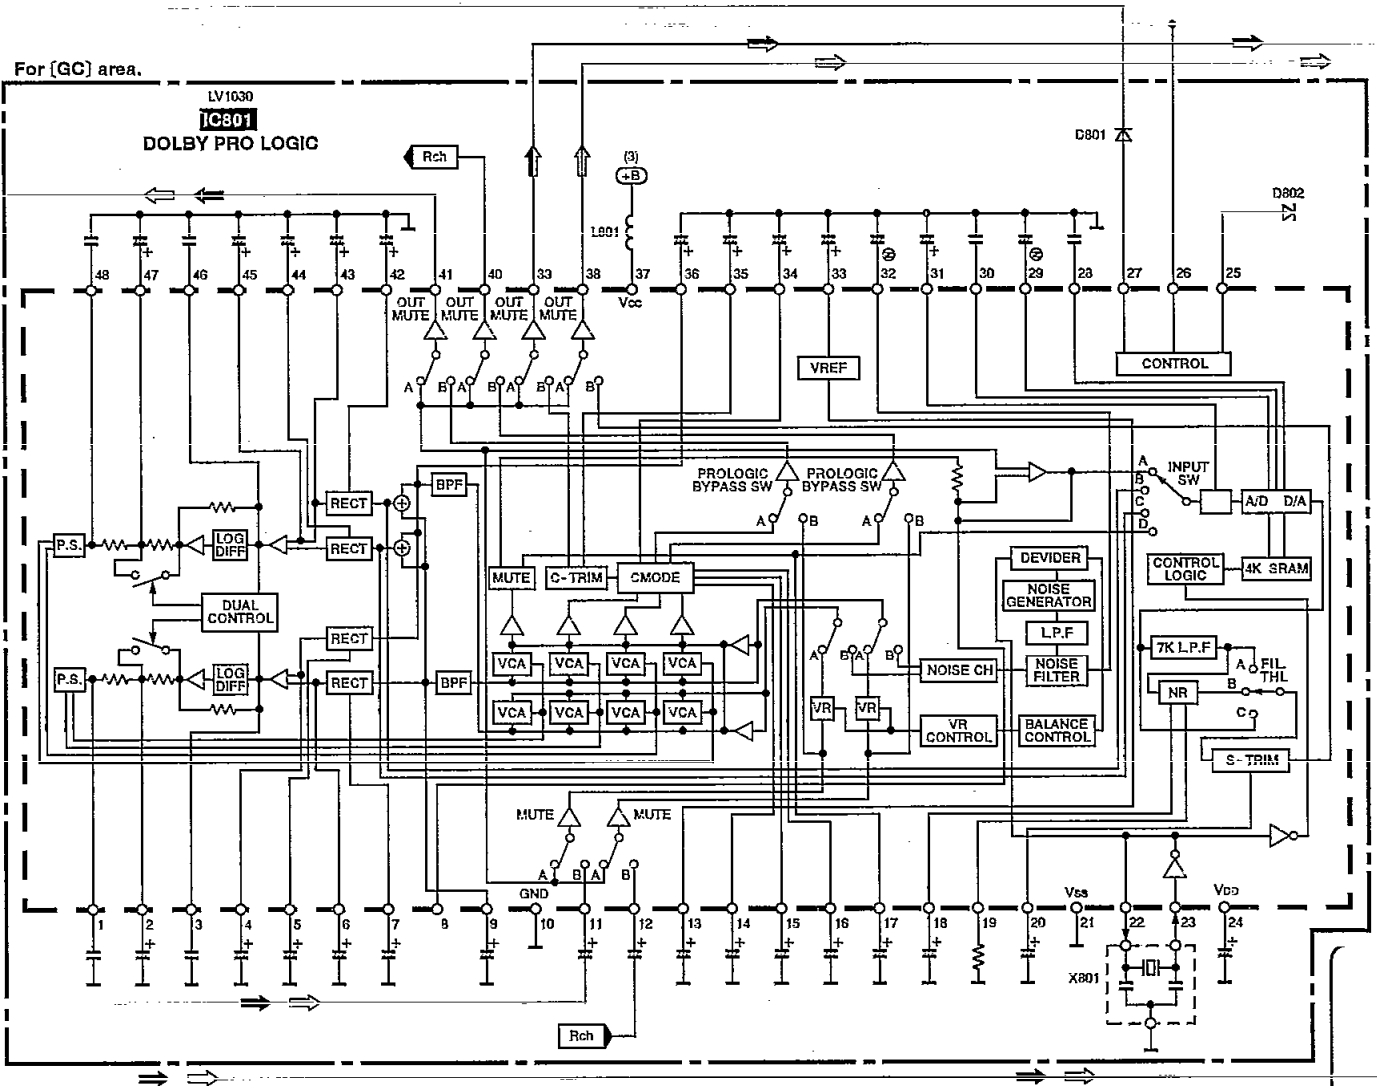 For [GC] area.
LV1030
IC801
DOLBY PRO LOGIC
Rch
(3)
+B
L801
D801
D802
48 47 46 45 44 43 42 41 40 33 38 37 36 35 34 33 32 31 30 29 28 27 26 25
OUT MUTE
OUT MUTE
OUT MUTE
OUT MUTE
Vcc
VREF
CONTROL
A B A B A B A B
PROLOGIC BYPASS SW
PROLOGIC BYPASS SW
A B A B
A
B
C
D
INPUT SW
A/D D/A
BPF
RECT
RECT
P.S.
LOG DIFF
MUTE
C-TRIM
CMODE
DEVIDER
NOISE GENERATOR
L.P.F
CONTROL LOGIC
4K SRAM
DUAL CONTROL
RECT
RECT
P.S.
LOG DIFF
BPF
VCA VCA VCA VCA
VCA VCA VCA VCA
A B A B
NOISE CH
NOISE FILTER
7K L.P.F
NR
A
B
C
FIL THL
VR VR
VR CONTROL
BALANCE CONTROL
S-TRIM
MUTE MUTE
A B A B
GND
Vss
VDD
1 2 3 4 5 6 7 8 9 10 11 12 13 14 15 16 17 18 19 20 21 22 23 24
X801
Rch